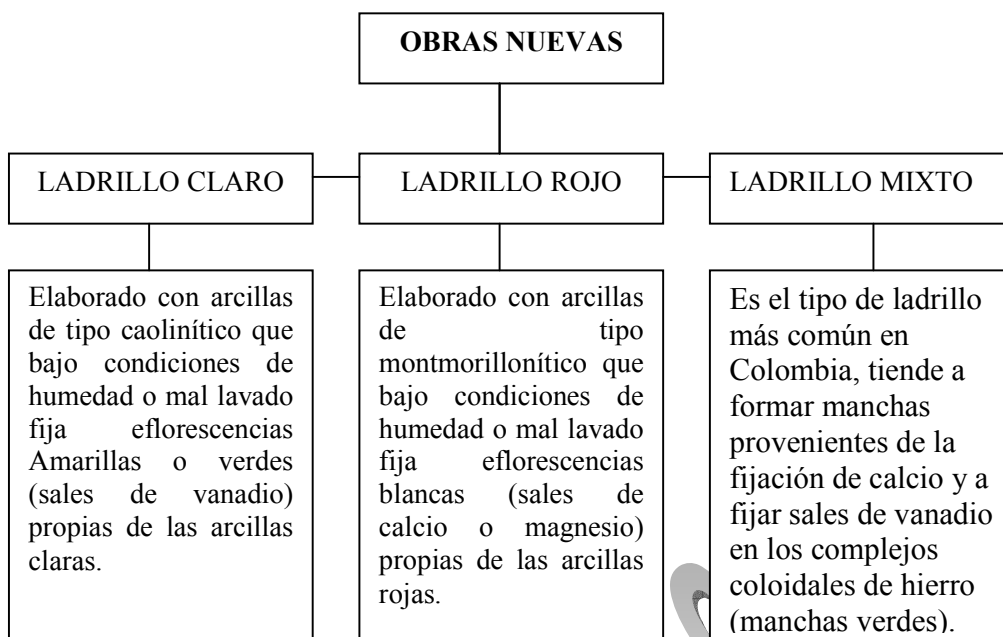 OBRAS NUEVAS
LADRILLO CLARO
LADRILLO ROJO
LADRILLO MIXTO
Elaborado con arcillas
de tipo caolinítico que
bajo condiciones de
humedad o mal lavado
fija eflorescencias
Amarillas o verdes
(sales de vanadio)
propias de las arcillas
claras.
Elaborado con arcillas
de tipo
montmorillonítico que
bajo condiciones de
humedad o mal lavado
fija eflorescencias
blancas (sales de
calcio o magnesio)
propias de las arcillas
rojas.
Es el tipo de ladrillo
más común en
Colombia, tiende a
formar manchas
provenientes de la
fijación de calcio y a
fijar sales de vanadio
en los complejos
coloidales de hierro
(manchas verdes).